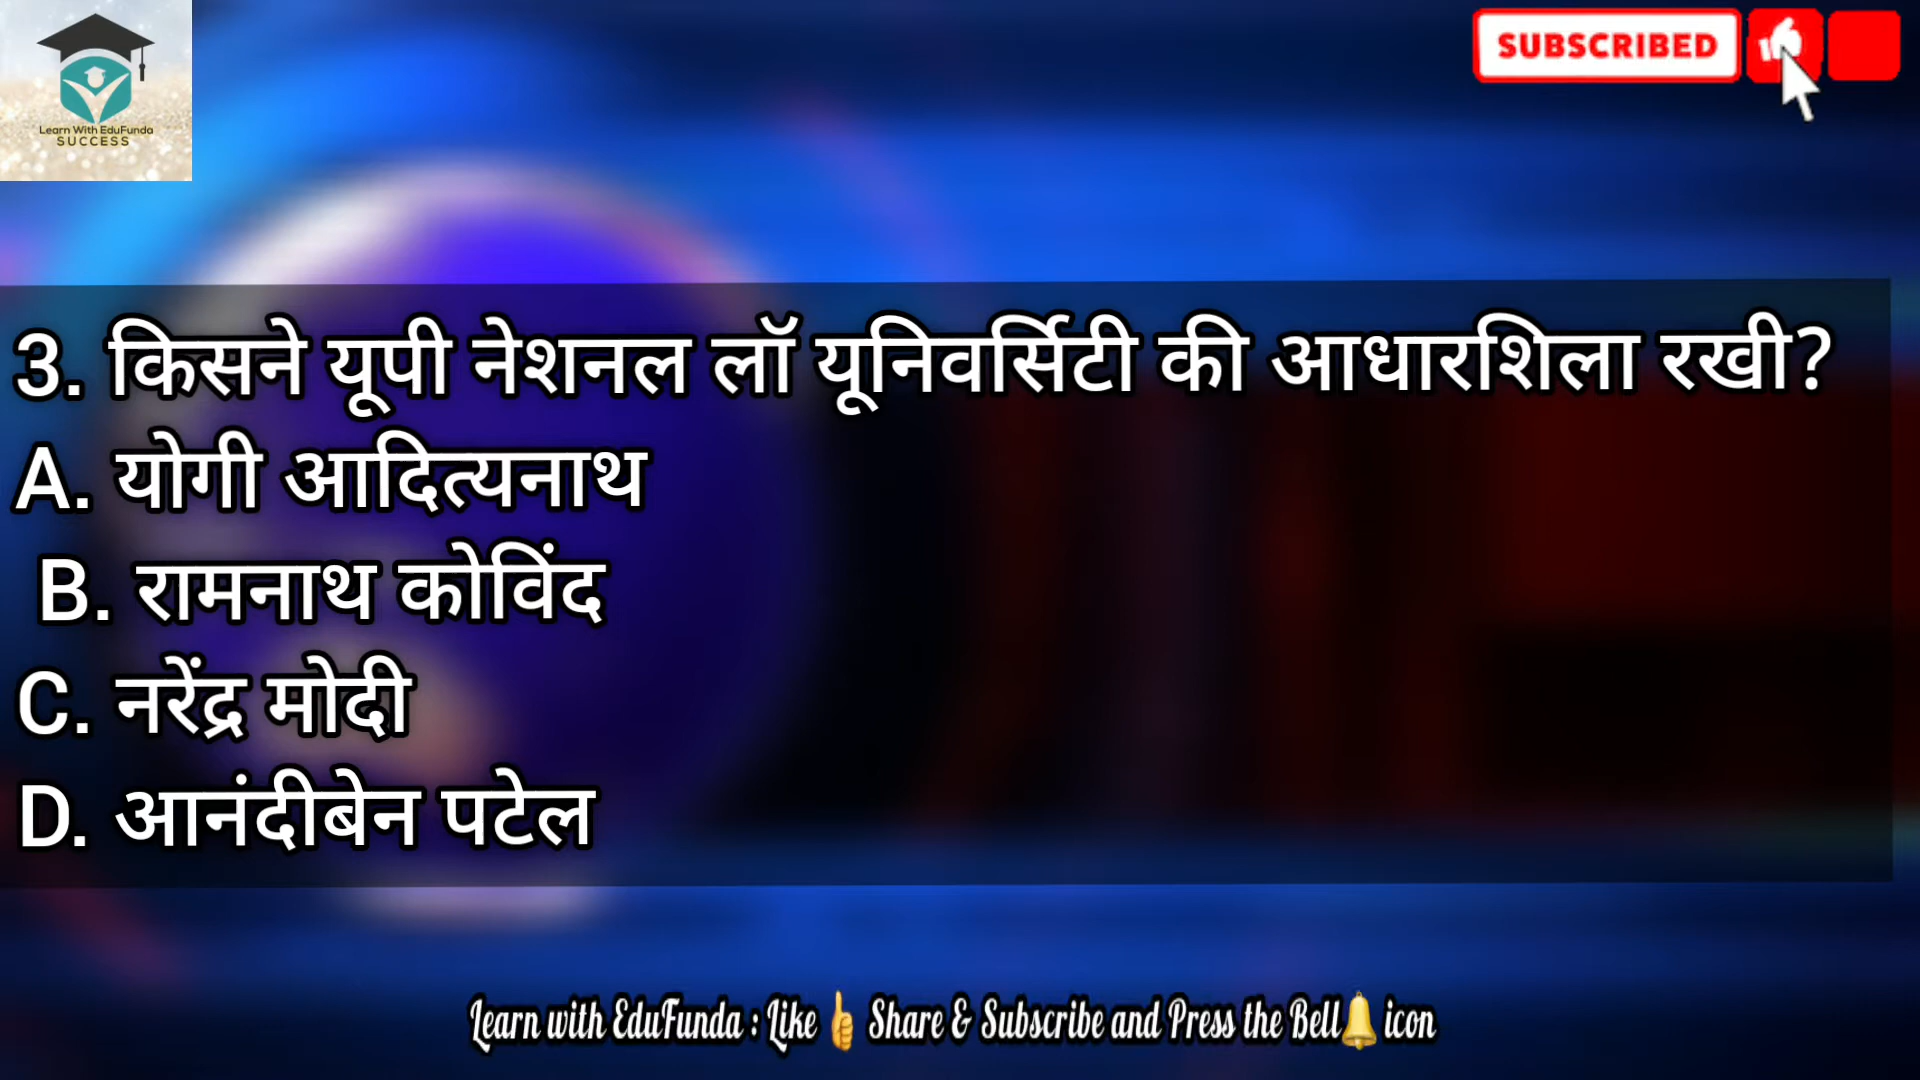 Learn With EduFunda
SUCCESS
SUBSCRIBED
3. किसने यूपी नेशनल लॉ यूनिवर्सिटी की आधारशिला रखी?
A. योगी आदित्यनाथ
B. रामनाथ कोविंद
C. नरेंद्र मोदी
D. आनंदीबेन पटेल
Learn with EduFunda : Like 👍 Share & Subscribe and Press the Bell🔔 icon